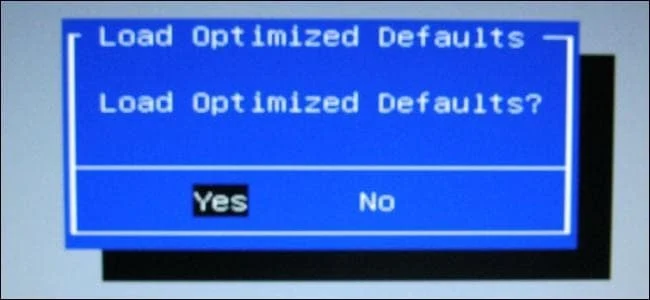 Load Optimized Defaults
Load Optimized Defaults?
Yes No